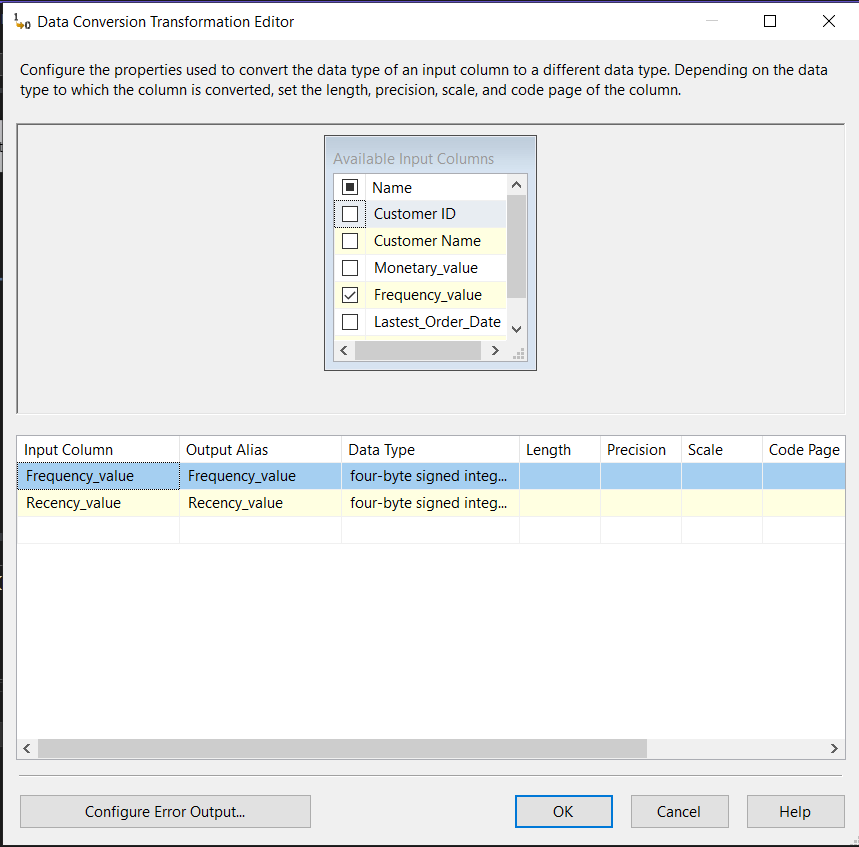 Data Conversion Transformation Editor
Configure the properties used to convert the data type of an input column to a different data type. Depending on the data
type to which the column is converted, set the length, precision, scale, and code page of the column.
Available Input Columns
Name
Customer ID
Customer Name
Monetary_value
Frequency_value
Lastest_Order_Date
Input Column Output Alias Data Type Length Precision Scale Code Page
Frequency_value Frequency_value four-byte signed integ...
Recency_value Recency_value four-byte signed integ...
Configure Error Output... OK Cancel Help